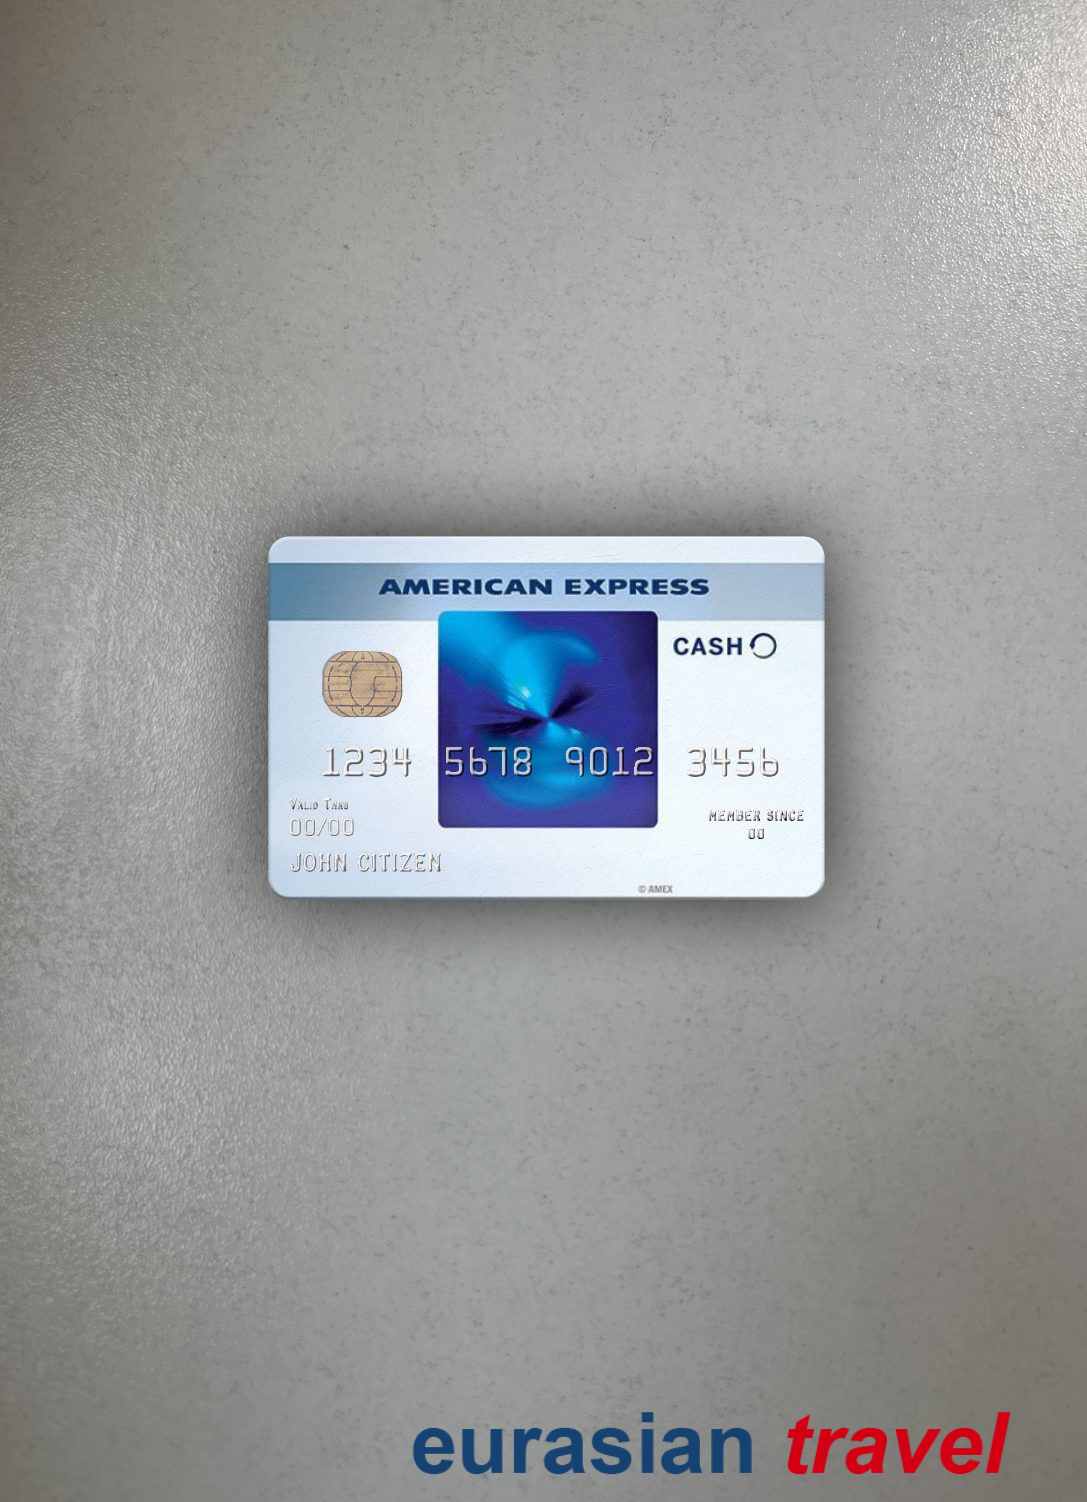 AMERICAN EXPRESS
CASH
1234 5678 9012 3456
VALID THRU
00/00
MEMBER SINCE
00
JOHN CITIZEN
© AMEX
eurasian travel